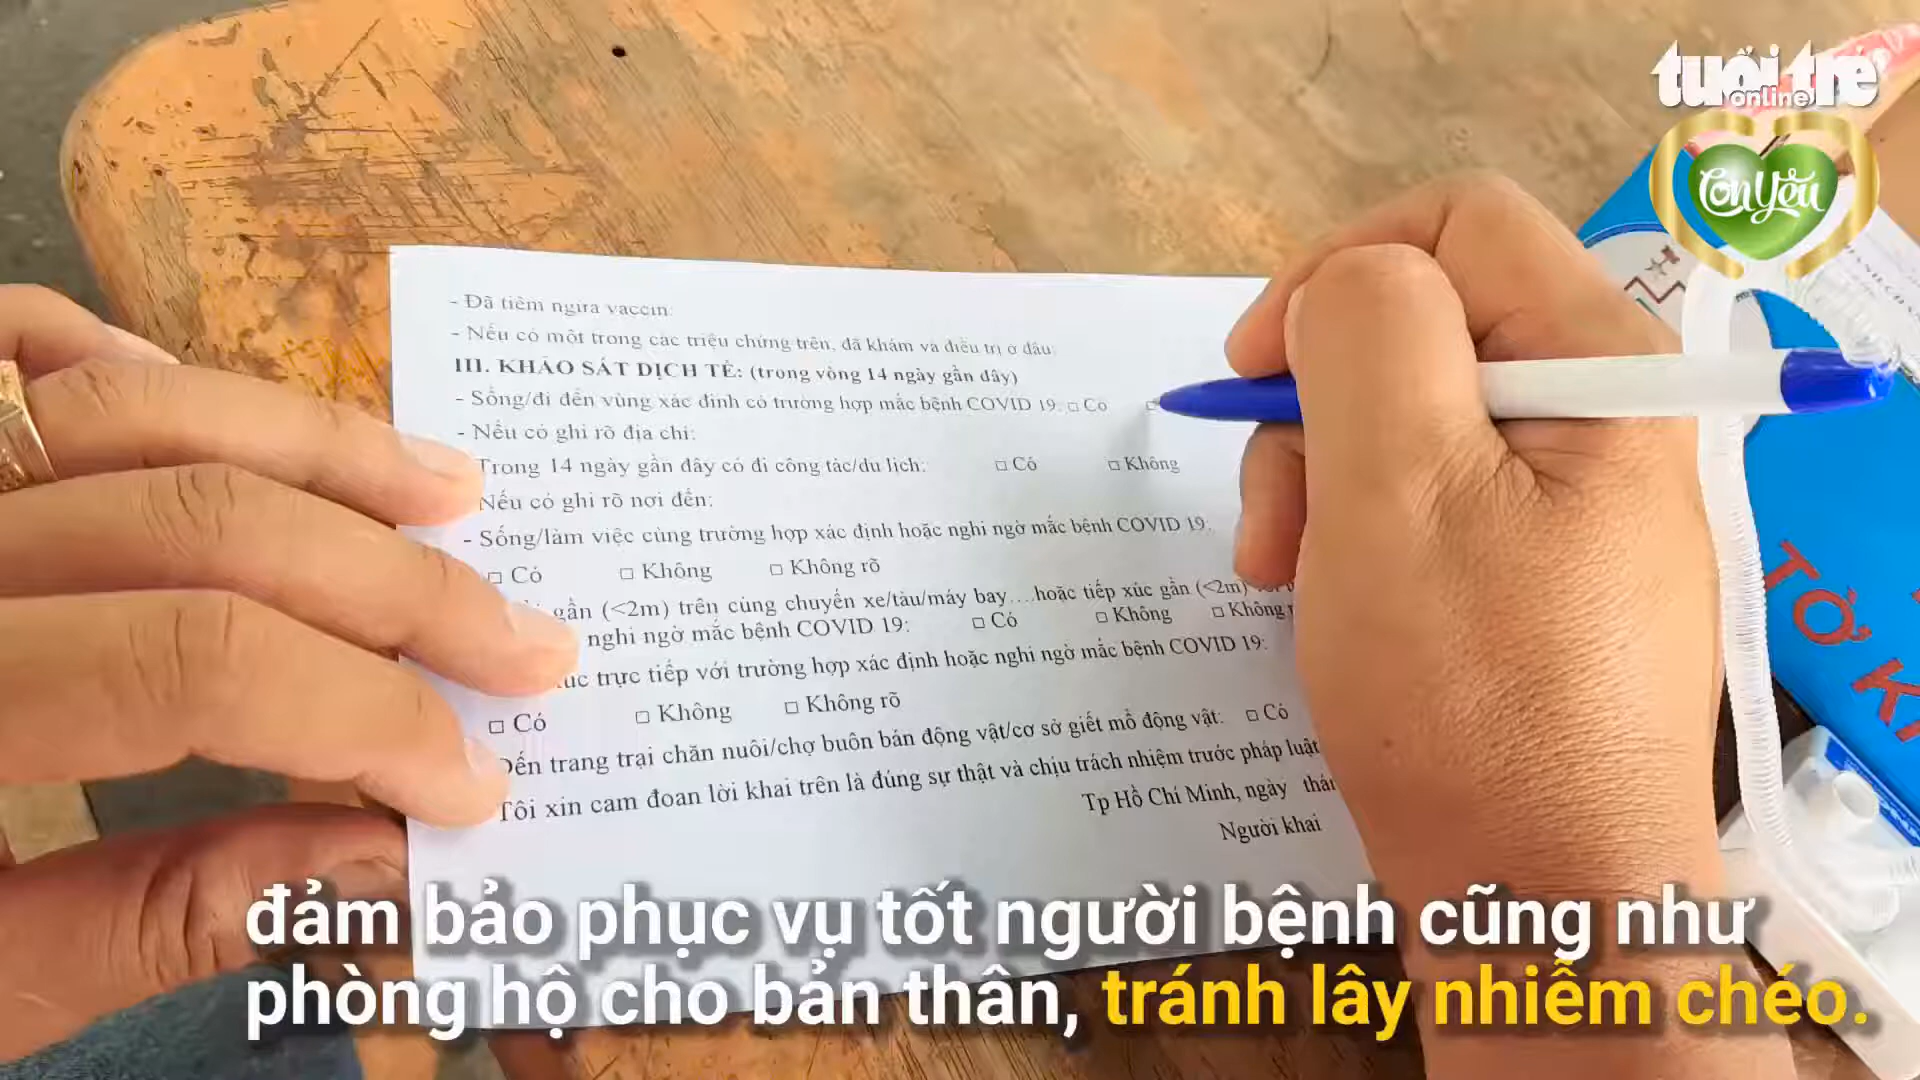 tuổi trẻ
online
Con Yêu
- Đã tiêm ngừa vaccin:
- Nếu có một trong các triệu chứng trên, đã khám và điều trị ở đâu:
III. KHẢO SÁT DỊCH TỄ: (trong vòng 14 ngày gần đây)
- Sống/đi đến vùng xác định có trường hợp mắc bệnh COVID 19: □ Có □
- Nếu có ghi rõ địa chỉ:
Trong 14 ngày gần đây có đi công tác/du lịch: □ Có □ Không
Nếu có ghi rõ nơi đến:
- Sống/làm việc cùng trường hợp xác định hoặc nghi ngờ mắc bệnh COVID 19:
□ Có □ Không □ Không rõ
gần (<2m) trên cùng chuyến xe/tàu/máy bay....hoặc tiếp xúc gần (<2m)
nghi ngờ mắc bệnh COVID 19: □ Có □ Không □ Không
trực tiếp với trường hợp xác định hoặc nghi ngờ mắc bệnh COVID 19:
□ Có □ Không □ Không rõ
Đến trang trại chăn nuôi/chợ buôn bán động vật/cơ sở giết mổ động vật: □ Có
Tôi xin cam đoan lời khai trên là đúng sự thật và chịu trách nhiệm trước pháp luật
Tp Hồ Chí Minh, ngày
Người khai
TỜ
đảm bảo phục vụ tốt người bệnh cũng như
phòng hộ cho bản thân, tránh lây nhiễm chéo.